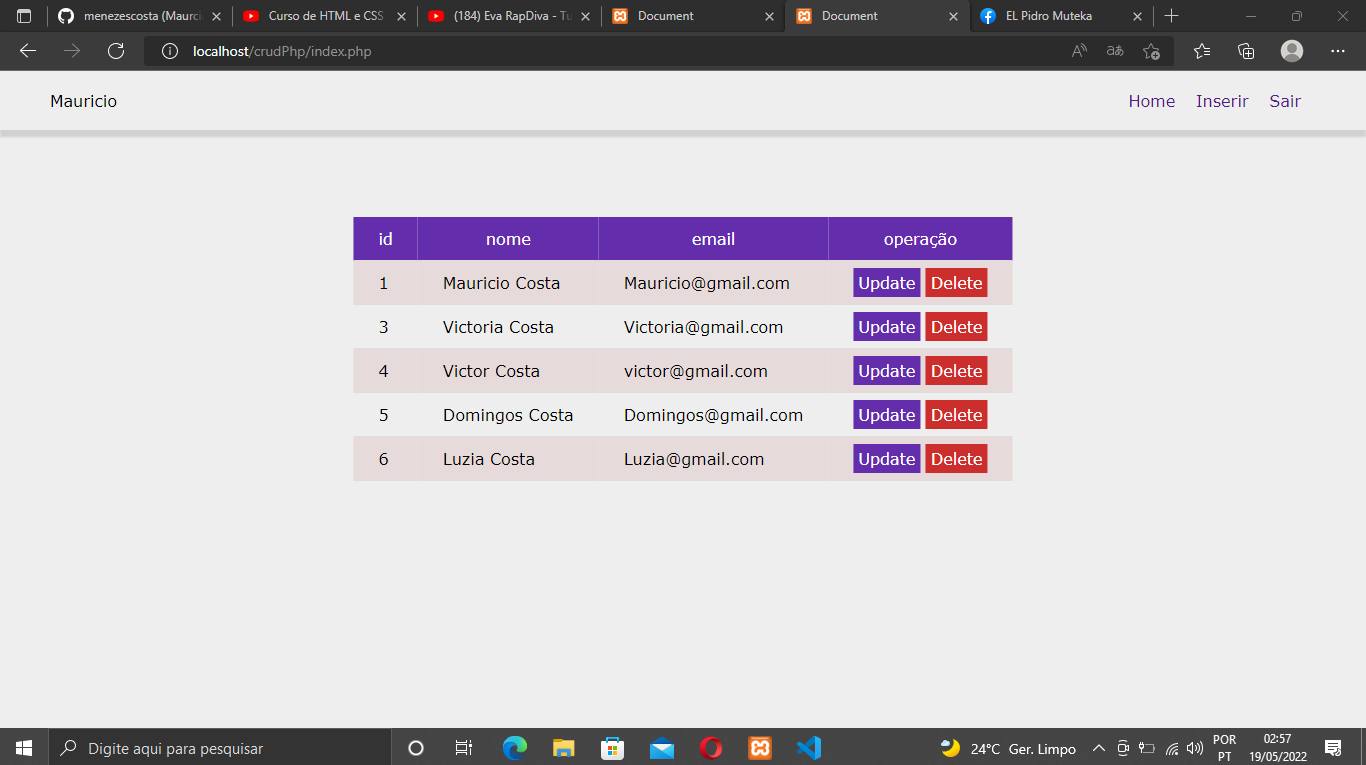 menezescosta (Mauric
Curso de HTML e CSS
(184) Eva RapDiva - Tu
Document
Document
EL Pidro Muteka
localhost/crudPhp/index.php
Mauricio
Home Inserir Sair
id nome email operação
1 Mauricio Costa Mauricio@gmail.com Update Delete
3 Victoria Costa Victoria@gmail.com Update Delete
4 Victor Costa victor@gmail.com Update Delete
5 Domingos Costa Domingos@gmail.com Update Delete
6 Luzia Costa Luzia@gmail.com Update Delete
Digite aqui para pesquisar
24°C Ger. Limpo
POR
PT
02:57
19/05/2022